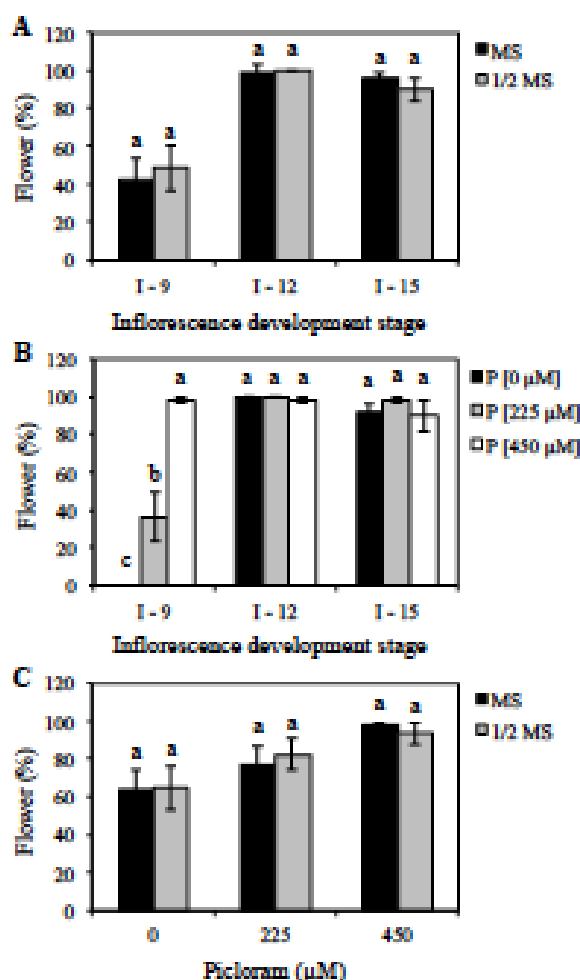 A
120
100
80
60
40
20
0
Flower (%)
a a
a a
a a
MS
1/2 MS
I - 9 I - 12 I - 15
Inflorescence development stage
B
120
100
80
60
40
20
0
Flower (%)
c b a
a a a
a a a
P [0 µM]
P [225 µM]
P [450 µM]
I - 9 I - 12 I - 15
Inflorescence development stage
C
120
100
80
60
40
20
0
Flower (%)
a a
a a
a a
MS
1/2 MS
0 225 450
Picloram (µM)